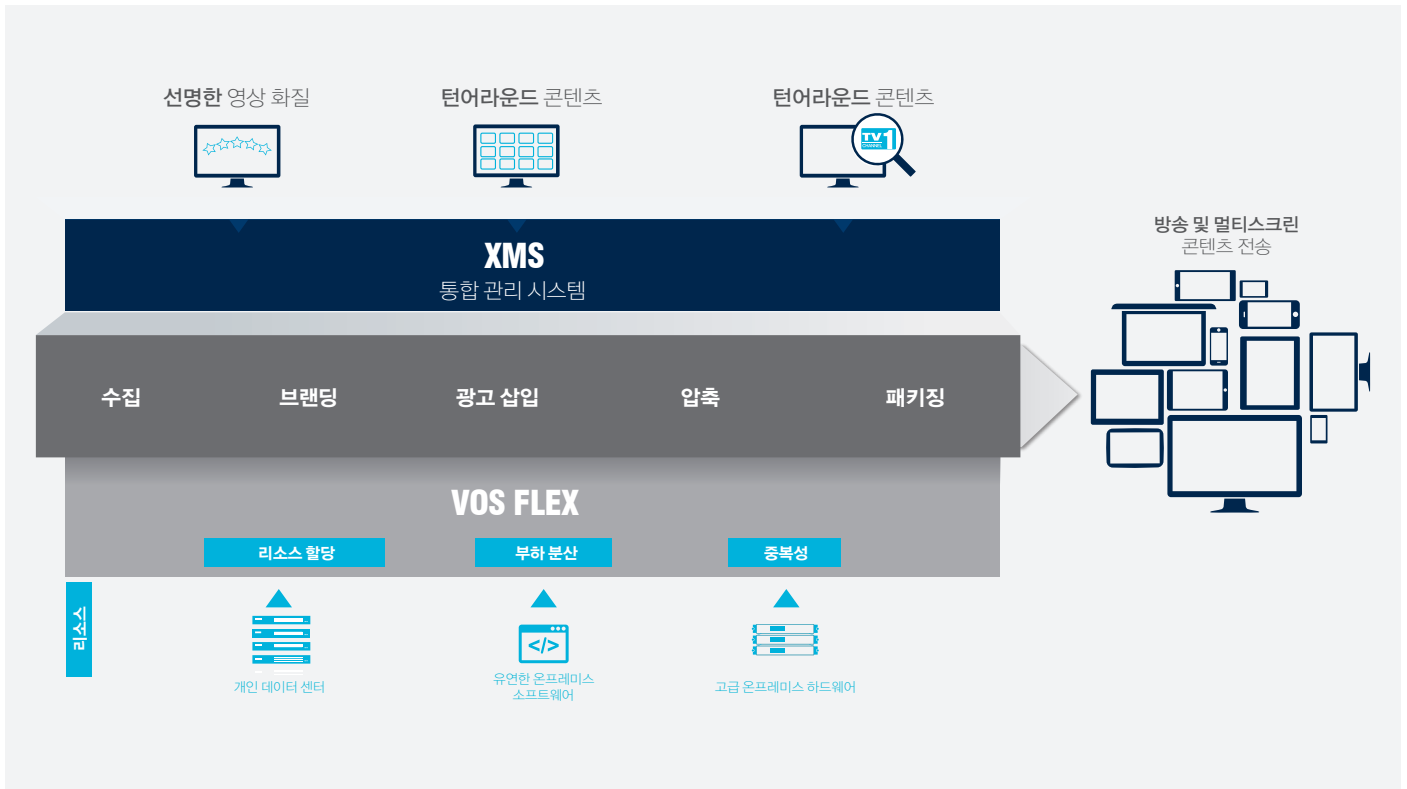 선명한 영상 화질
턴어라운드 콘텐츠
턴어라운드 콘텐츠
TV1
CHANNEL
XMS
통합 관리 시스템
방송 및 멀티스크린
콘텐츠 전송
수집
브랜딩
광고 삽입
압축
패키징
VOS FLEX
리소스 할당
부하 분산
중복성
리소스
</>
개인 데이터 센터
유연한 온프레미스
소프트웨어
고급 온프레미스 하드웨어